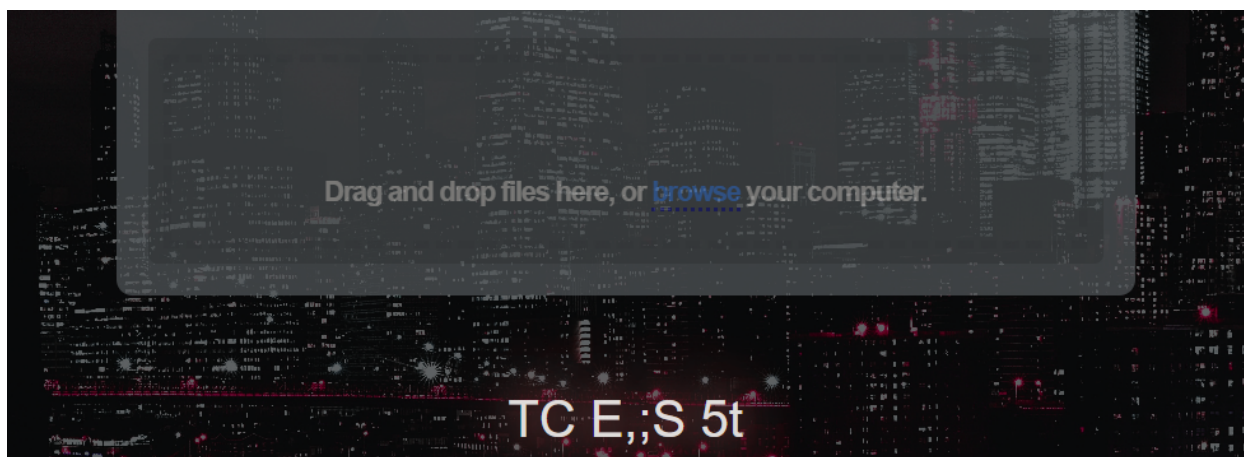 Drag and drop files here, or browse your computer.
TC E,;;S 5t